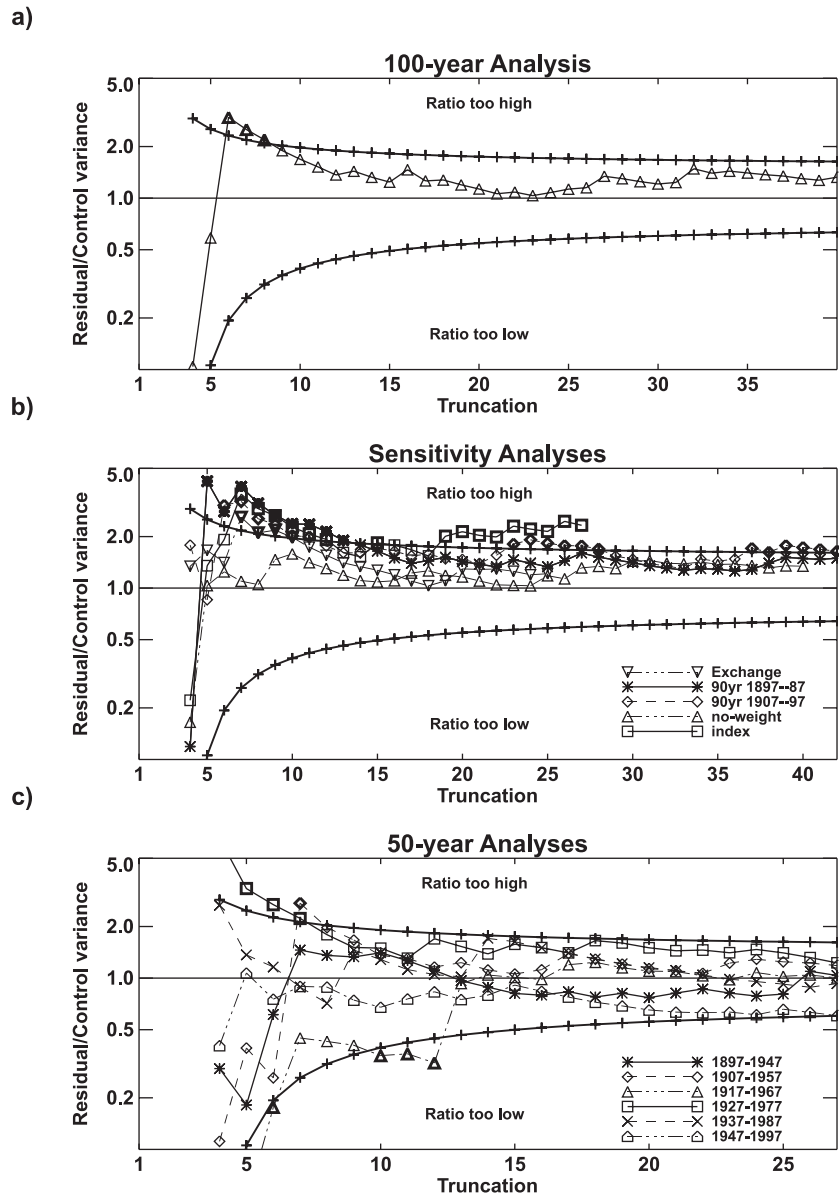 a)
100-year Analysis
Ratio too high
Ratio too low
Residual/Control variance
5.0
2.0
1.0
0.5
0.2
1 5 10 15 20 25 30 35
Truncation
b)
Sensitivity Analyses
Ratio too high
Ratio too low
Residual/Control variance
5.0
2.0
1.0
0.5
0.2
Exchange
90yr 1897--87
90yr 1907--97
no-weight
index
1 5 10 15 20 25 30 35 40
Truncation
c)
50-year Analyses
Ratio too high
Ratio too low
Residual/Control variance
5.0
2.0
1.0
0.5
0.2
1897-1947
1907-1957
1917-1967
1927-1977
1937-1987
1947-1997
1 5 10 15 20 25
Truncation